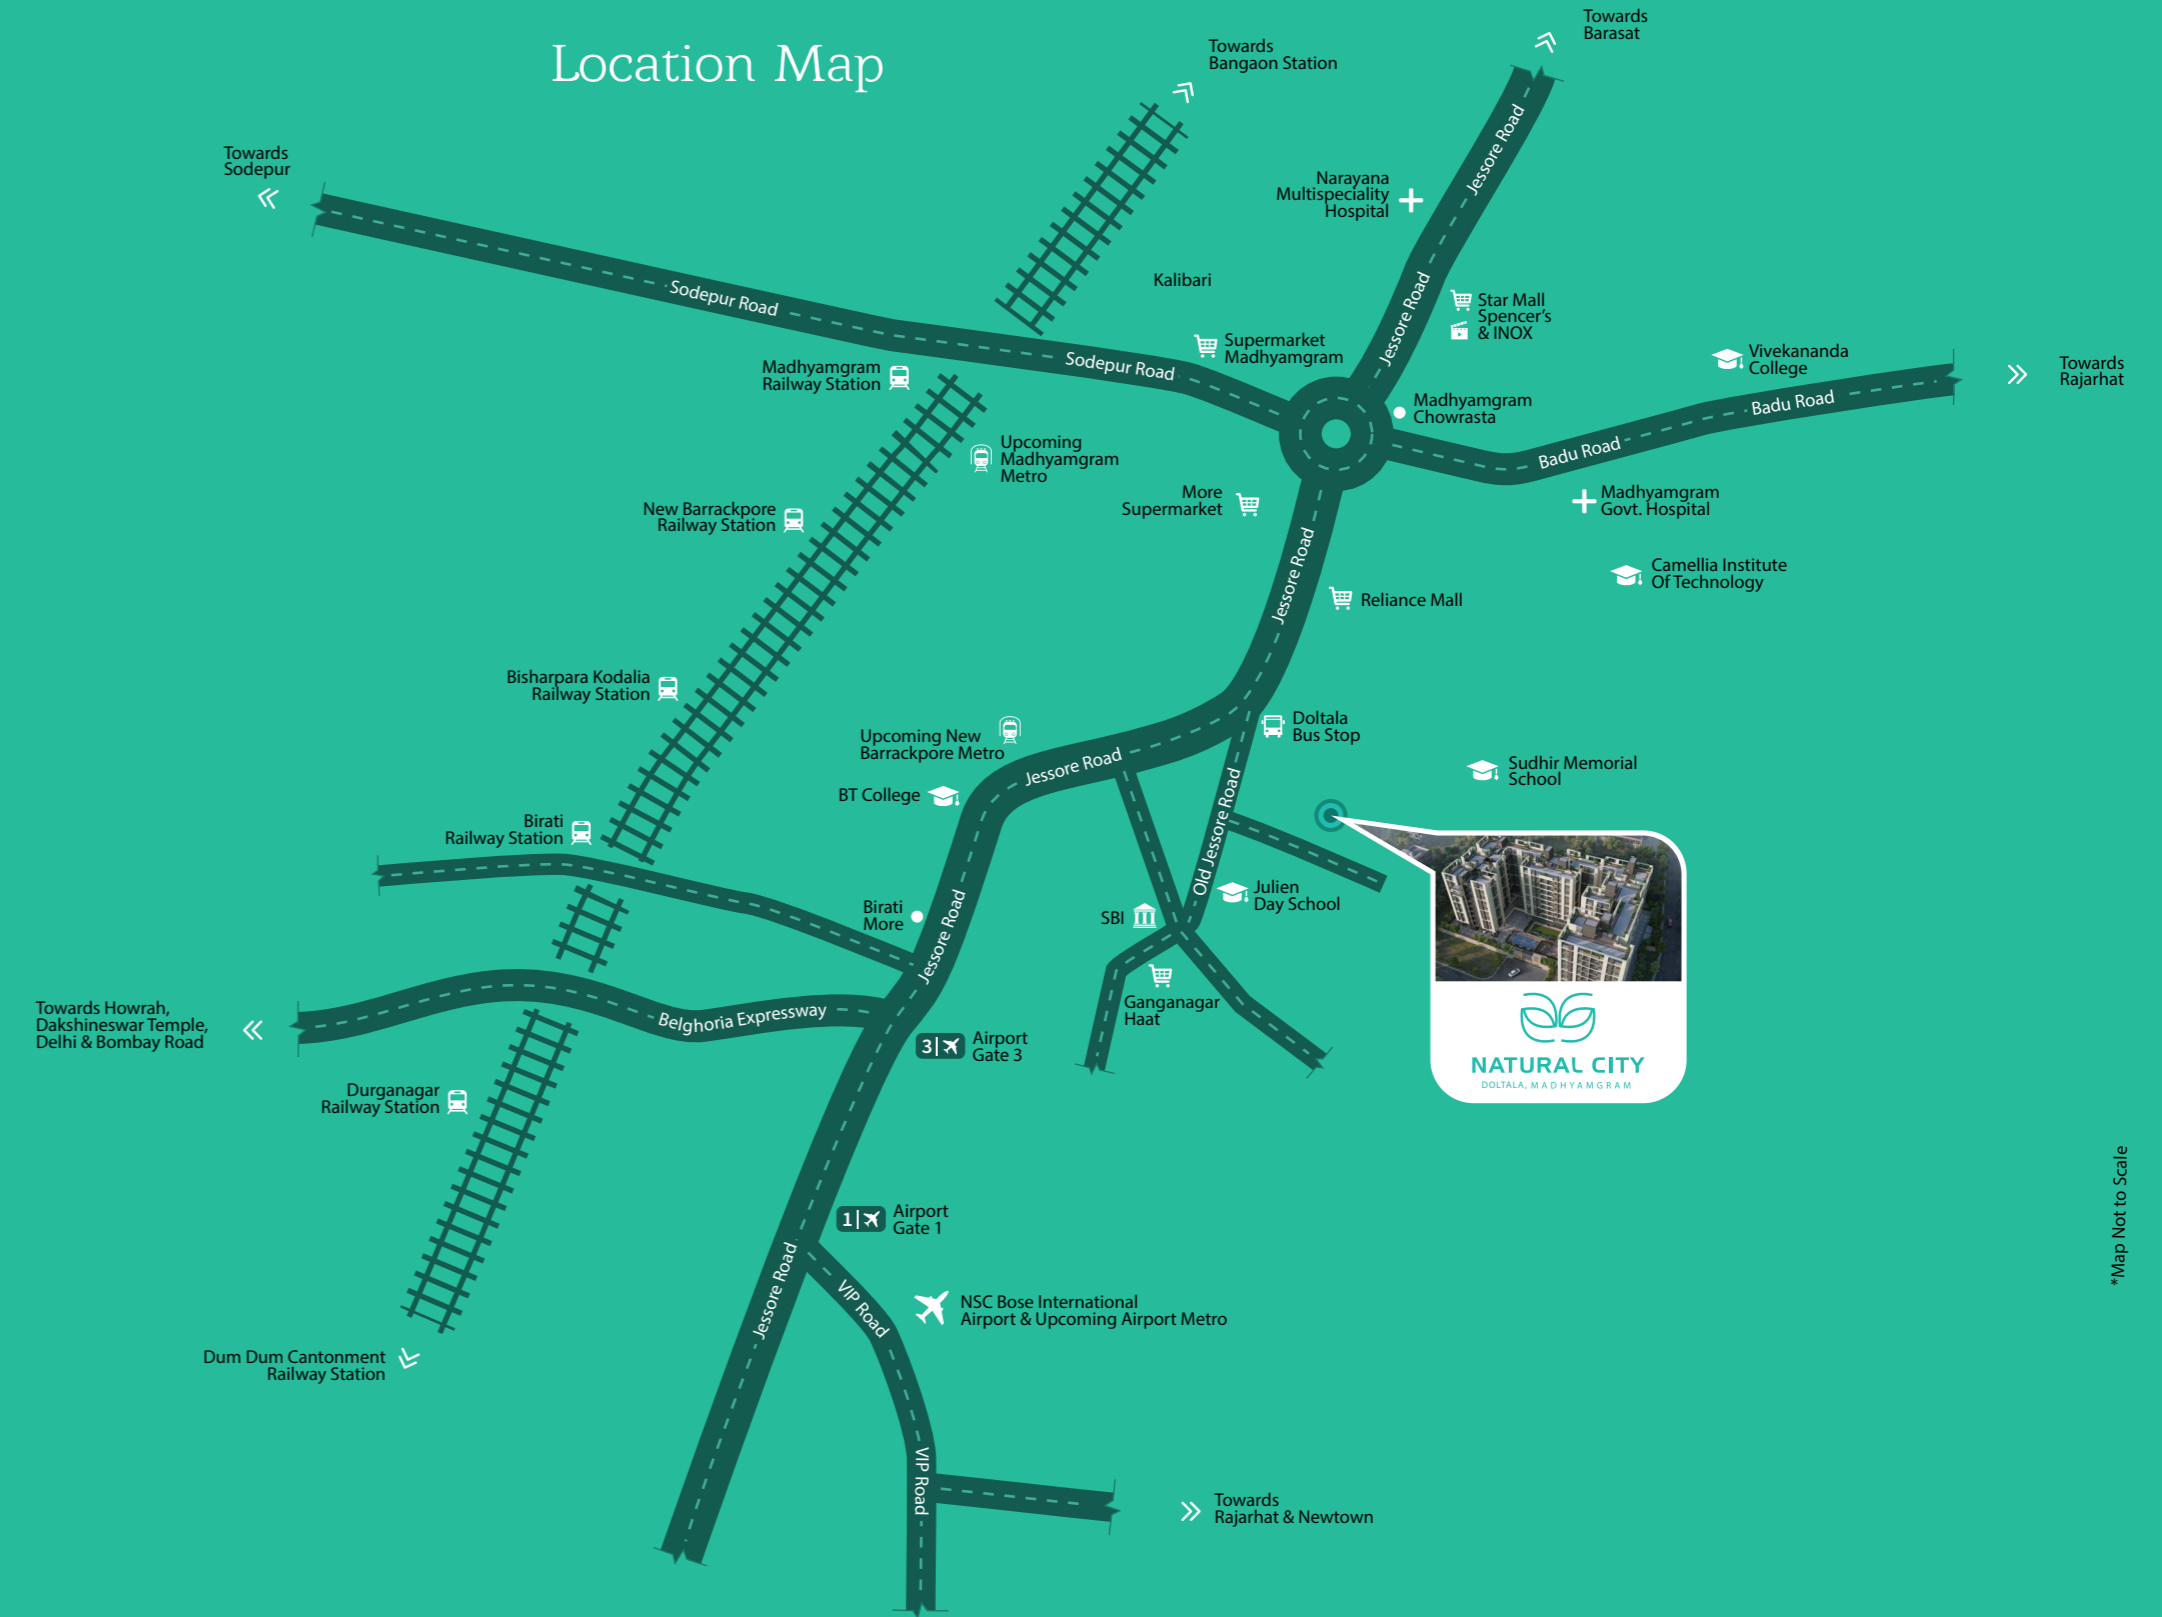 Location Map
Towards
Barasat
Towards
Bangaon Station
Jessore Road
Towards
Sodepur
Narayana
Multispeciality
Hospital
Kalibari
Sodepur Road
Star Mall
Spencer's
& INOX
Jessore Road
Supermarket
Madhyamgram
Sodepur Road
Vivekananda
College
Towards
Rajarhat
Madhyamgram
Railway Station
Madhyamgram
Chowrasta
Badu Road
Badu Road
Upcoming
Madhyamgram
Metro
More
Supermarket
Madhyamgram
Govt. Hospital
New Barrackpore
Railway Station
Jessore Road
Camellia Institute
Of Technology
Reliance Mall
Bisharpara Kodalia
Railway Station
Doltala
Bus Stop
Upcoming New
Barrackpore Metro
Jessore Road
Sudhir Memorial
School
BT College
Old Jessore Road
Birati
Railway Station
Julien
Day School
Birati
More
SBI
Jessore Road
Ganganagar
Haat
Towards Howrah,
Dakshineswar Temple,
Delhi & Bombay Road
Belghoria Expressway
3
Airport
Gate 3
NATURAL CITY
DOLTALA, MADHYAMGRAM
Durganagar
Railway Station
1
Airport
Gate 1
*Map Not to Scale
Jessore Road
VIP Road
NSC Bose International
Airport & Upcoming Airport Metro
Dum Dum Cantonment
Railway Station
VIP Road
Towards
Rajarhat & Newtown